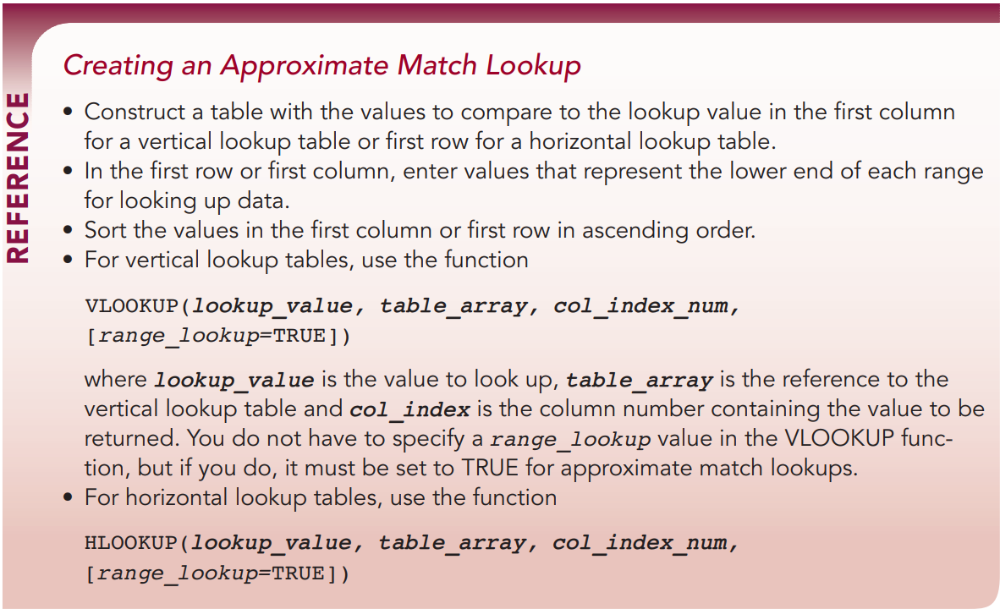 REFERENCE
Creating an Approximate Match Lookup
• Construct a table with the values to compare to the lookup value in the first column
for a vertical lookup table or first row for a horizontal lookup table.
• In the first row or first column, enter values that represent the lower end of each range
for looking up data.
• Sort the values in the first column or first row in ascending order.
• For vertical lookup tables, use the function
VLOOKUP(lookup_value, table_array, col_index_num,
[range_lookup=TRUE])
where lookup_value is the value to look up, table_array is the reference to the
vertical lookup table and col_index is the column number containing the value to be
returned. You do not have to specify a range_lookup value in the VLOOKUP func-
tion, but if you do, it must be set to TRUE for approximate match lookups.
• For horizontal lookup tables, use the function
HLOOKUP(lookup_value, table_array, col_index_num,
[range_lookup=TRUE])